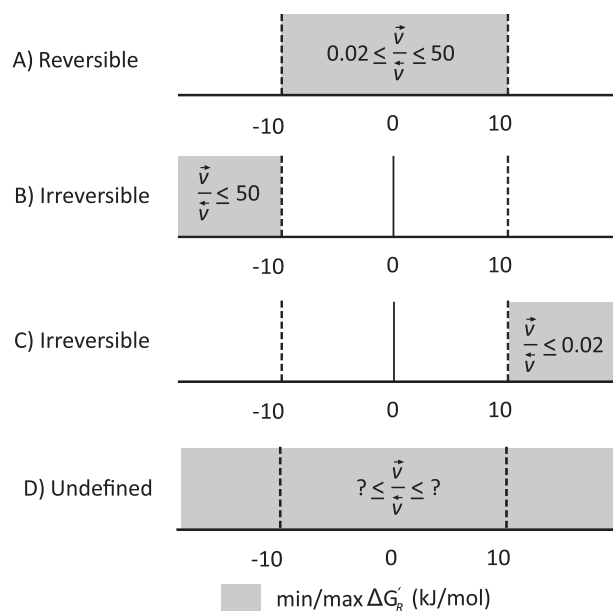 A) Reversible
0.02 ≤ v⃗ / v⃖ ≤ 50
-10 0 10
B) Irreversible
v⃗ / v⃖ ≤ 50
-10 0 10
C) Irreversible
v⃗ / v⃖ ≤ 0.02
-10 0 10
D) Undefined
? ≤ v⃗ / v⃖ ≤ ?
-10 0 10
min/max ΔG′R (kJ/mol)